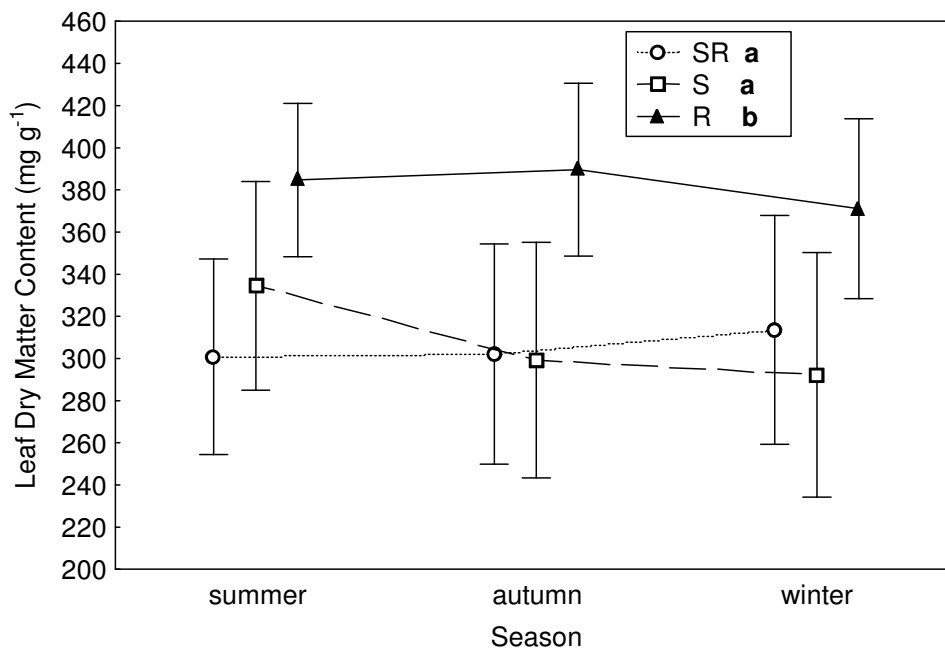 460
440
420
400
380
360
340
320
300
280
260
240
220
200
Leaf Dry Matter Content (mg g⁻¹)
SR a
S a
R b
summer autumn winter
Season